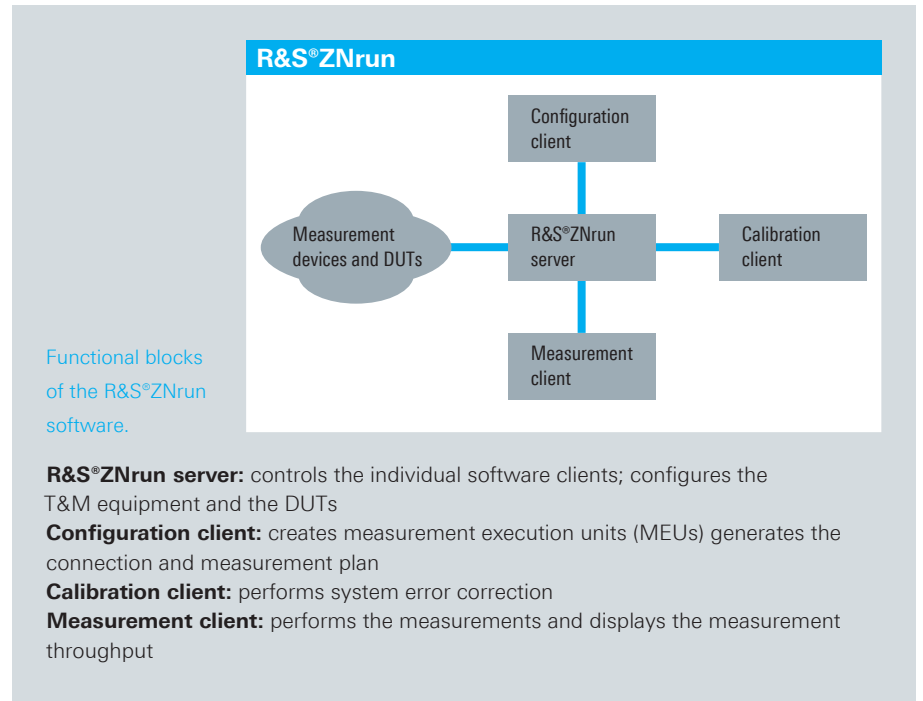 R&S®ZNrun
Configuration
client
Measurement
devices and DUTs
R&S®ZNrun
server
Calibration
client
Measurement
client
Functional blocks
of the R&S®ZNrun
software.
R&S®ZNrun server: controls the individual software clients; configures the
T&M equipment and the DUTs
Configuration client: creates measurement execution units (MEUs) generates the
connection and measurement plan
Calibration client: performs system error correction
Measurement client: performs the measurements and displays the measurement
throughput